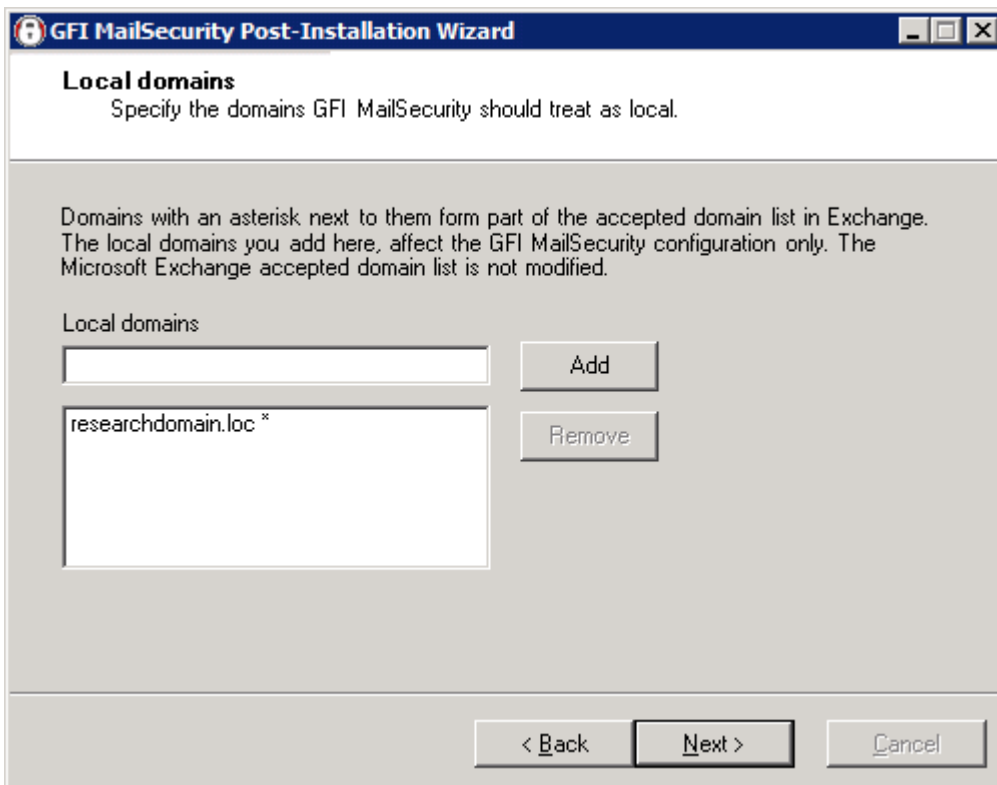 GFI MailSecurity Post-Installation Wizard
Local domains
Specify the domains GFI MailSecurity should treat as local.
Domains with an asterisk next to them form part of the accepted domain list in Exchange.
The local domains you add here, affect the GFI MailSecurity configuration only. The
Microsoft Exchange accepted domain list is not modified.
Local domains
Add
researchdomain.loc *
Remove
< Back
Next >
Cancel